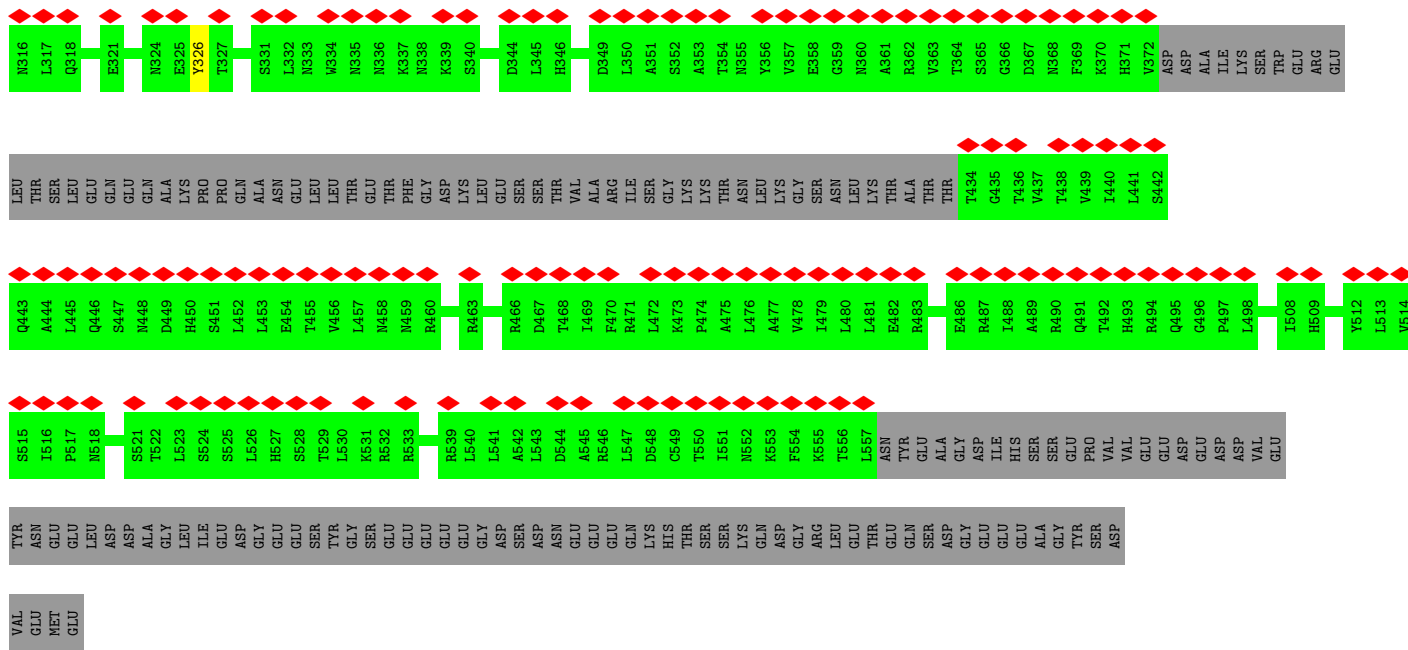 N316 L317 Q318 E321 N324 E325 Y326 T327 S331 L332 N333 W334 N335 N336 K337 N338 K339 S340 D344 L345 H346 D349 L350 A351 S352 A353 T354 N355 Y356 V357 E358 G359 N360 A361 R362 V363 T364 S365 G366 D367 N368 F369 K370 H371 V372 ASP ASP ALA ILE LYS SER TRP GLU ARG GLU
LEU THR SER LEU GLU GLN GLU GLN ALA LYS PRO PRO GLN ALA ASN GLU LEU LEU THR GLU THR PHE GLY ASP LYS LEU GLU SER SER THR VAL ALA ARG ILE SER GLY LYS LYS THR ASN LEU LYS GLY SER ASN LEU LYS THR ALA THR THR T434 G435 T436 V437 T438 V439 I440 L441 S442
Q443 A444 L445 Q446 S447 N448 D449 H450 S451 L452 L453 E454 T455 V456 L457 N458 N459 R460 R463 R466 D467 T468 I469 F470 R471 L472 K473 P474 A475 L476 A477 V478 I479 L480 L481 E482 R483 E486 R487 I488 A489 R490 Q491 T492 H493 R494 Q495 G496 P497 L498 I508 H509 Y512 L513 V514
S515 I516 P517 N518 S521 T522 L523 S524 S525 L526 H527 S528 T529 L530 K531 R532 R533 R539 L540 L541 A542 L543 D544 A545 R546 L547 D548 C549 T550 I551 N552 K553 F554 K555 T556 L557 ASN TYR GLU ALA GLY ASP ILE HIS SER SER GLU PRO VAL VAL GLU GLU ASP GLU ASP ASP VAL GLU
TYR ASN GLU GLU LEU ASP ASP ALA GLY LEU ILE GLU ASP GLY GLU GLU SER TYR GLY SER GLU GLU GLU GLU GLY ASP SER ASP ASN GLU GLU GLU GLN LYS HIS THR SER SER LYS GLN ASP GLY ARG LEU GLU THR GLU GLN SER ASP GLY GLU GLU GLU ALA GLY TYR SER ASP
VAL GLU MET GLU